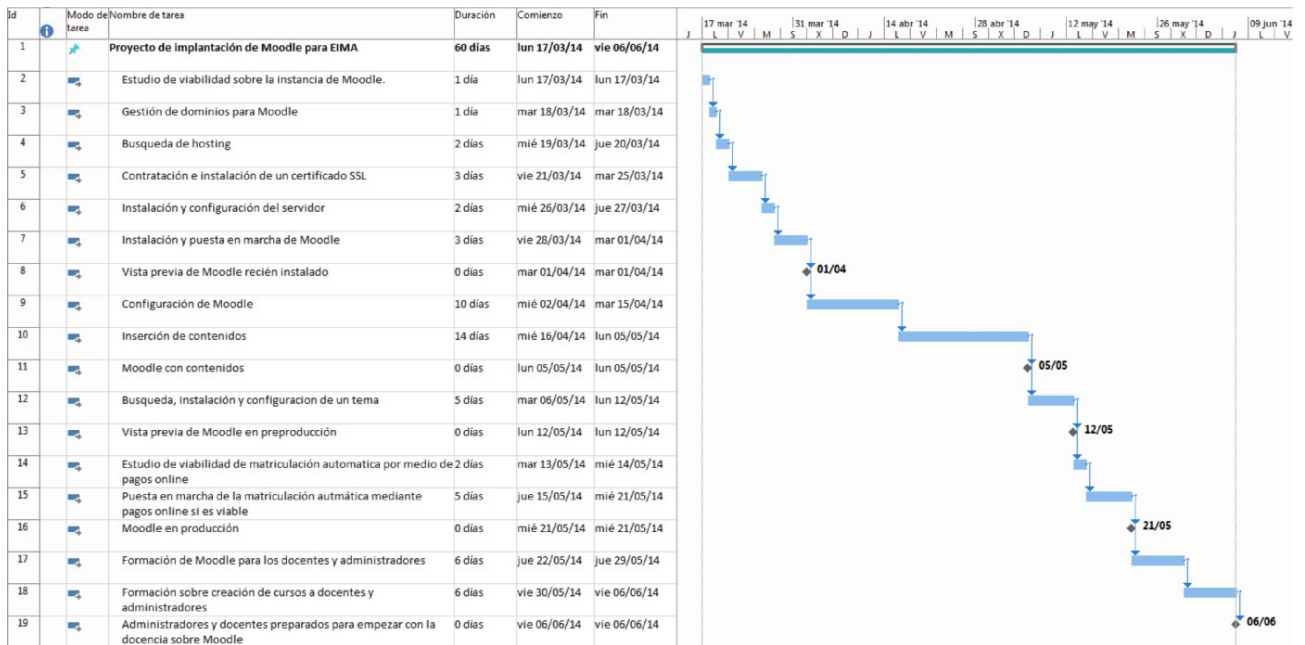 Id Modo de tarea Nombre de tarea Duración Comienzo Fin
17 mar '14 31 mar '14 14 abr '14 28 abr '14 12 may '14 26 may '14 09 jun '14
J L V M S X D J L V M S X D J L V
1 Proyecto de implantación de Moodle para EIMA 60 días lun 17/03/14 vie 06/06/14
2 Estudio de viabilidad sobre la instancia de Moodle. 1 día lun 17/03/14 lun 17/03/14
3 Gestión de dominios para Moodle 1 día mar 18/03/14 mar 18/03/14
4 Busqueda de hosting 2 días mié 19/03/14 jue 20/03/14
5 Contratación e instalación de un certificado SSL 3 días vie 21/03/14 mar 25/03/14
6 Instalación y configuración del servidor 2 días mié 26/03/14 jue 27/03/14
7 Instalación y puesta en marcha de Moodle 3 días vie 28/03/14 mar 01/04/14
8 Vista previa de Moodle recién instalado 0 días mar 01/04/14 mar 01/04/14 01/04
9 Configuración de Moodle 10 días mié 02/04/14 mar 15/04/14
10 Inserción de contenidos 14 días mié 16/04/14 lun 05/05/14
11 Moodle con contenidos 0 días lun 05/05/14 lun 05/05/14 05/05
12 Busqueda, instalación y configuracion de un tema 5 días mar 06/05/14 lun 12/05/14
13 Vista previa de Moodle en preproducción 0 días lun 12/05/14 lun 12/05/14 12/05
14 Estudio de viabilidad de matriculación automatica por medio de 2 días mar 13/05/14 mié 14/05/14
pagos online
15 Puesta en marcha de la matriculación autmática mediante 5 días jue 15/05/14 mié 21/05/14
pagos online si es viable
16 Moodle en producción 0 días mié 21/05/14 mié 21/05/14 21/05
17 Formación de Moodle para los docentes y administradores 6 días jue 22/05/14 jue 29/05/14
18 Formación sobre creación de cursos a docentes y 6 días vie 30/05/14 vie 06/06/14
administradores
19 Administradores y docentes preparados para empezar con la 0 días vie 06/06/14 vie 06/06/14 06/06
docencia sobre Moodle